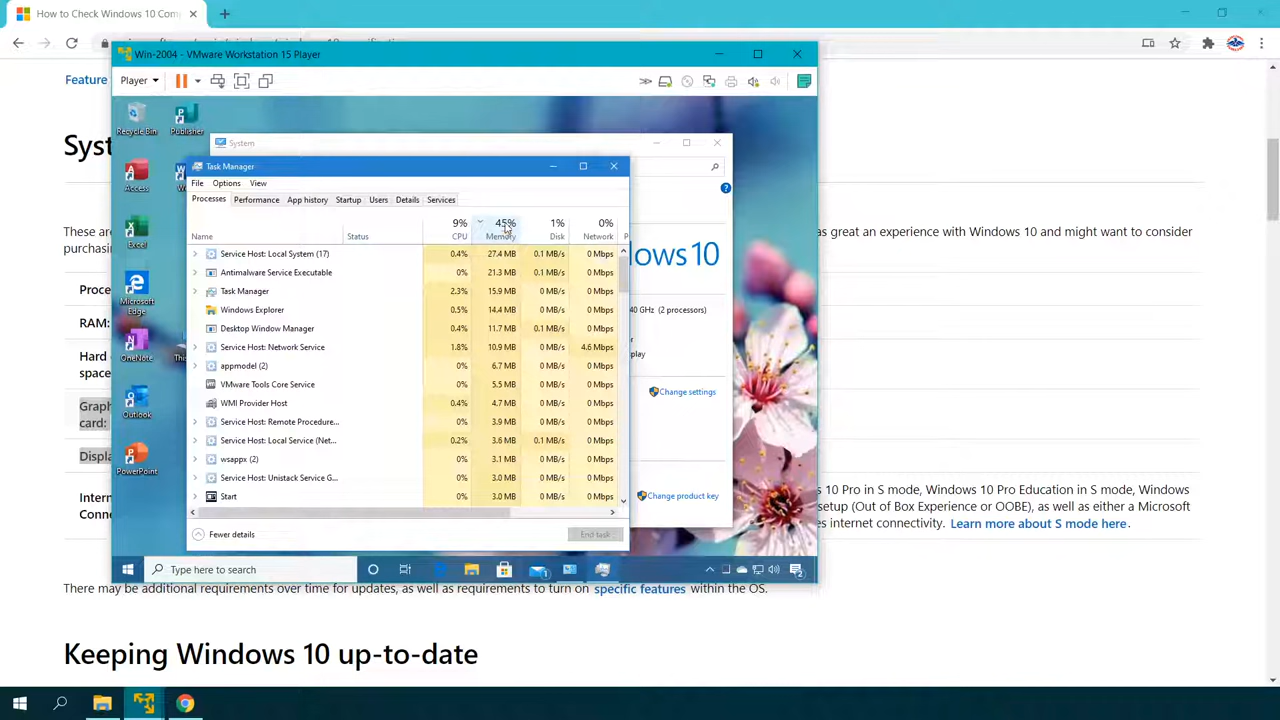 How to Check Windows 10 Com
Feature
Win-2004 - VMware Workstation 15 Player
Player
Recycle Bin
Publisher
Access
Excel
Microsoft Edge
OneNote
Outlook
PowerPoint
System
Task Manager
File Options View
Processes Performance App history Startup Users Details Services
9% 45% 1% 0%
Name Status CPU Memory Disk Network P
Service Host: Local System (17) 0.4% 27.4 MB 0.1 MB/s 0 Mbps
Antimalware Service Executable 0% 21.3 MB 0.1 MB/s 0 Mbps
Task Manager 2.3% 15.9 MB 0 MB/s 0 Mbps
Windows Explorer 0.5% 14.4 MB 0 MB/s 0 Mbps
Desktop Window Manager 0.4% 11.7 MB 0.1 MB/s 0 Mbps
Service Host: Network Service 1.8% 10.9 MB 0 MB/s 4.6 Mbps
appmodel (2) 0% 6.7 MB 0 MB/s 0 Mbps
VMware Tools Core Service 0% 5.5 MB 0 MB/s 0 Mbps
WMI Provider Host 0.4% 4.7 MB 0 MB/s 0 Mbps
Service Host: Remote Procedure... 0% 3.9 MB 0 MB/s 0 Mbps
Service Host: Local Service (Net... 0.2% 3.6 MB 0.1 MB/s 0 Mbps
wsappx (2) 0% 3.1 MB 0 MB/s 0 Mbps
Service Host: Unistack Service G... 0% 3.0 MB 0 MB/s 0 Mbps
Start 0% 3.0 MB 0 MB/s 0 Mbps
Fewer details End task
ows 10
40 GHz (2 processors)
play
Change settings
Change product key
Type here to search
1
2
Syst
These are
as great an experience with Windows 10 and might want to consider
purchasin
Proce
RAM:
Hard
space
Graph
card:
Displa
Intern
Conn
s 10 Pro in S mode, Windows 10 Pro Education in S mode, Windows
setup (Out of Box Experience or OOBE), as well as either a Microsoft
es internet connectivity. Learn more about S mode here.
There may be additional requirements over time for updates, as well as requirements to turn on specific features within the OS.
Keeping Windows 10 up-to-date